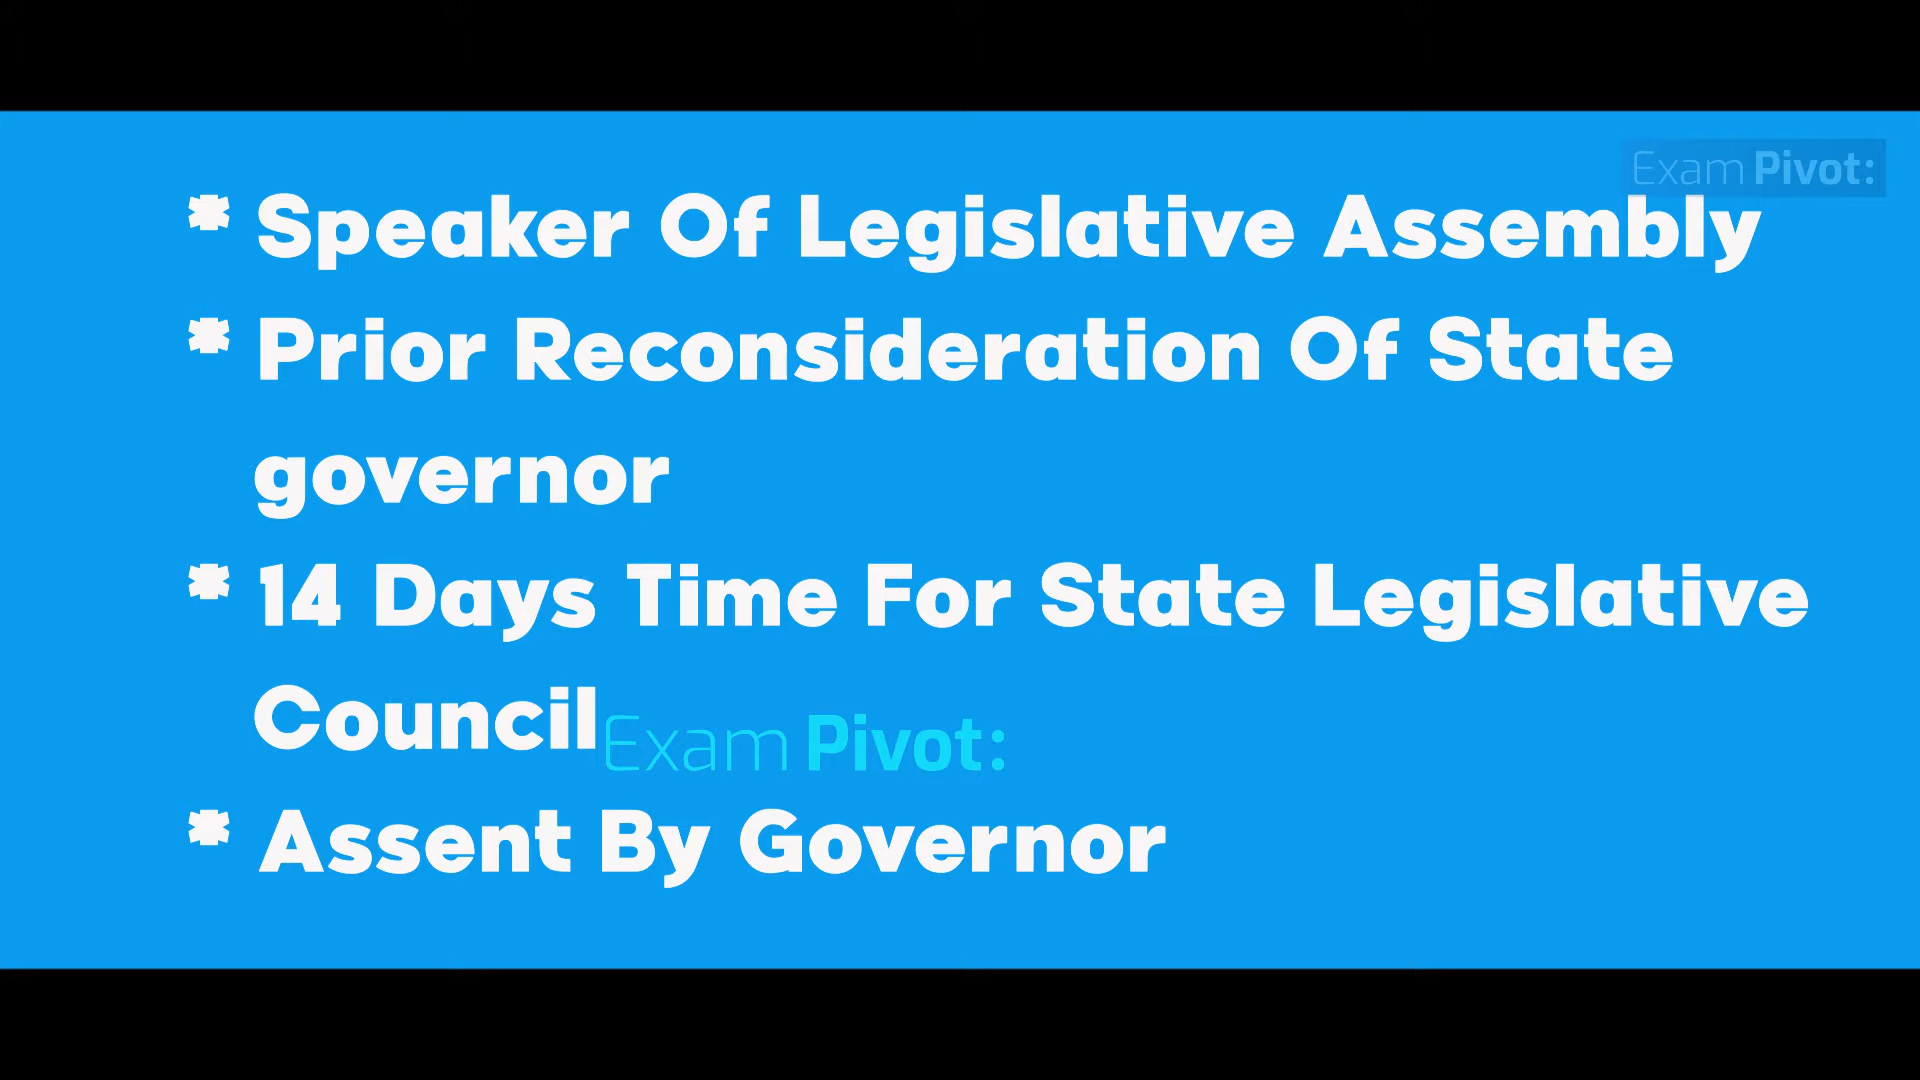 Exam Pivot:
* Speaker Of Legislative Assembly
* Prior Reconsideration Of State
governor
* 14 Days Time For State Legislative
Council
Exam Pivot:
* Assent By Governor